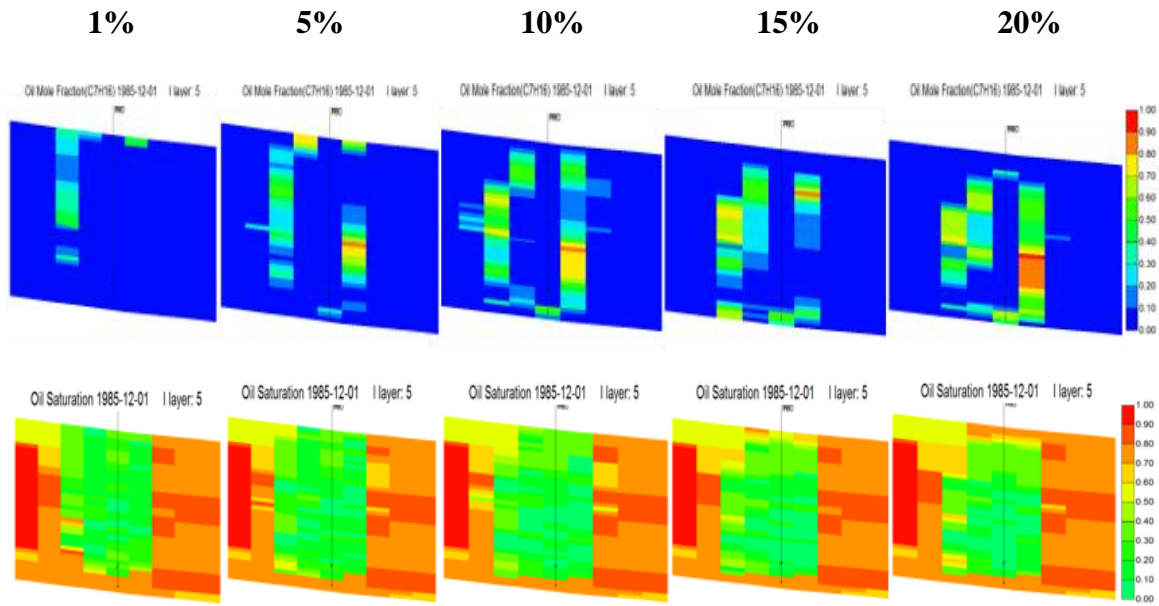 1% 5% 10% 15% 20%
Oil Mole Fraction(C7H16) 1985-12-01 I layer: 5
Oil Mole Fraction(C7H16) 1985-12-01 I layer: 5
Oil Mole Fraction(C7H16) 1985-12-01 I layer: 5
Oil Mole Fraction(C7H16) 1985-12-01 I layer: 5
Oil Mole Fraction(C7H16) 1985-12-01 I layer: 5
PRO
PRO
PRO
PRO
PRO
1.00
0.90
0.80
0.70
0.60
0.50
0.40
0.30
0.20
0.10
0.00
Oil Saturation 1985-12-01 I layer: 5
Oil Saturation 1985-12-01 I layer: 5
Oil Saturation 1985-12-01 I layer: 5
Oil Saturation 1985-12-01 I layer: 5
Oil Saturation 1985-12-01 I layer: 5
1.00
0.90
0.80
0.70
0.60
0.50
0.40
0.30
0.20
0.10
0.00